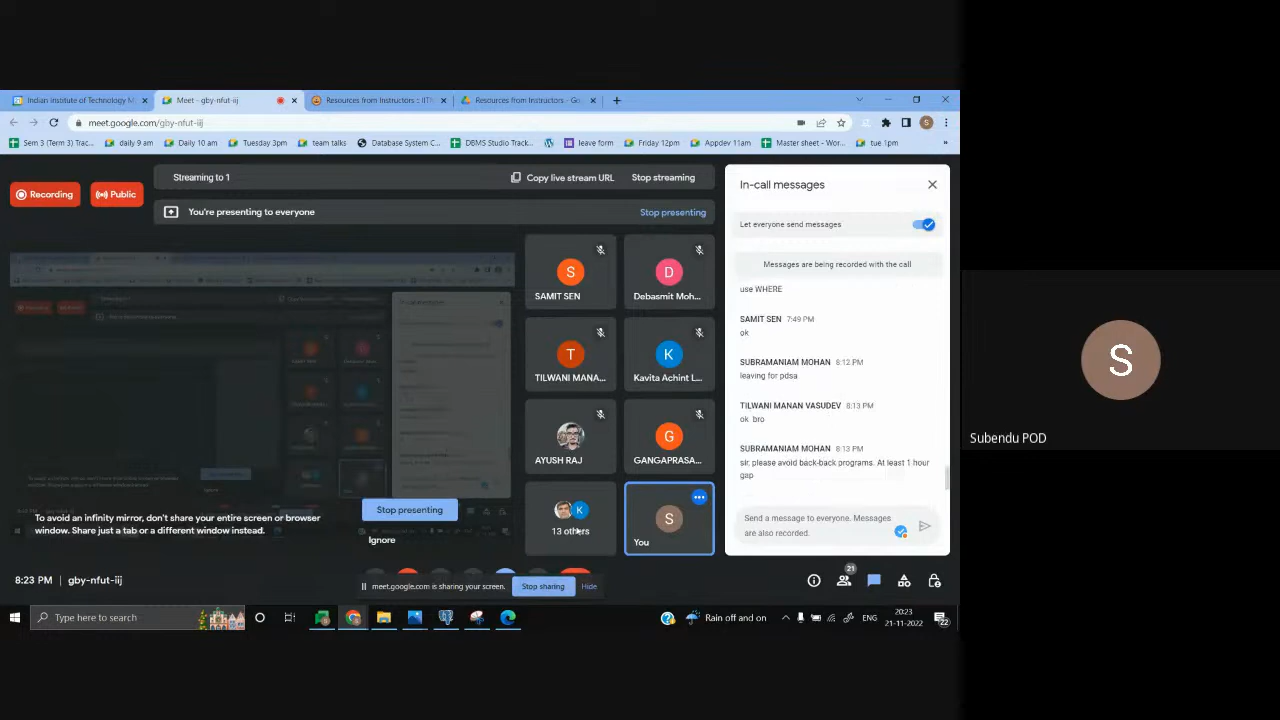 Indian Institute of Technology M
Meet - gby-nfut-iij
Resources from Instructors :: IITM
Resources from Instructors - Go
meet.google.com/gby-nfut-iij
S
Sem 3 (Term 3) Trac...
daily 9 am
Daily 10 am
Tuesday 3pm
team talks
Database System C...
DBMS Studio Track...
leave form
Friday 12pm
Appdev 11am
Master sheet - Wor...
tue 1pm
»
Recording
Public
Streaming to 1
Copy live stream URL
Stop streaming
You're presenting to everyone
Stop presenting
S
SAMIT SEN
D
Debasmit Moh...
T
TILWANI MANA...
K
Kavita Achint L...
AYUSH RAJ
G
GANGAPRASA...
K
13 others
S
You
To avoid an infinity mirror, don't share your entire screen or browser
window. Share just a tab or a different window instead.
Stop presenting
Ignore
In-call messages
Let everyone send messages
Messages are being recorded with the call
use WHERE
SAMIT SEN 7:49 PM
ok
SUBRAMANIAM MOHAN 8:12 PM
leaving for pdsa
TILWANI MANAN VASUDEV 8:13 PM
ok bro
SUBRAMANIAM MOHAN 8:13 PM
sir, please avoid back-back programs. At least 1 hour
gap
Send a message to everyone. Messages
are also recorded.
8:23 PM | gby-nfut-iij
21
meet.google.com is sharing your screen.
Stop sharing
Hide
Type here to search
Rain off and on
ENG
20:23
21-11-2022
22
S
Subendu POD